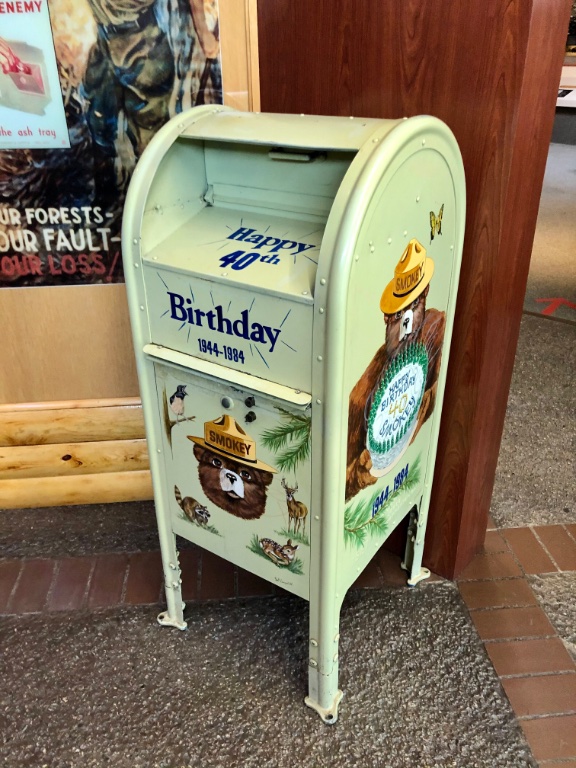 ENEMY
the ash tray
UR FORESTS-
OUR FAULT-
OUR LOSS!
Happy
40th
Birthday
1944-1984
SMOKEY
SMOKEY
HAPPY
BIRTHDAY
40
SMOKEY
1944-1984